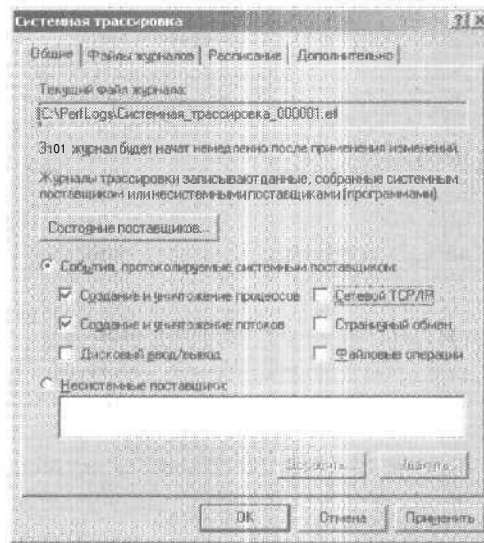 Системная трассировка
Общие Файлы журналов Расписание Дополнительно
Текущий файл журнала:
C:\PerfLogs\Системная_трассировка_000001.etl
Этот журнал будет начат немедленно после применения изменений.
Журналы трассировки записывают данные, собранные системным
поставщиком или несистемными поставщиками (программами).
Состояние поставщиков...
События, протоколируемые системным поставщиком:
Создание и уничтожение процессов Сетевой TCP/IP
Создание и уничтожение потоков Страничный обмен
Дисковый ввод/вывод Файловые операции
Несистемные поставщики:
OK Отмена Применить